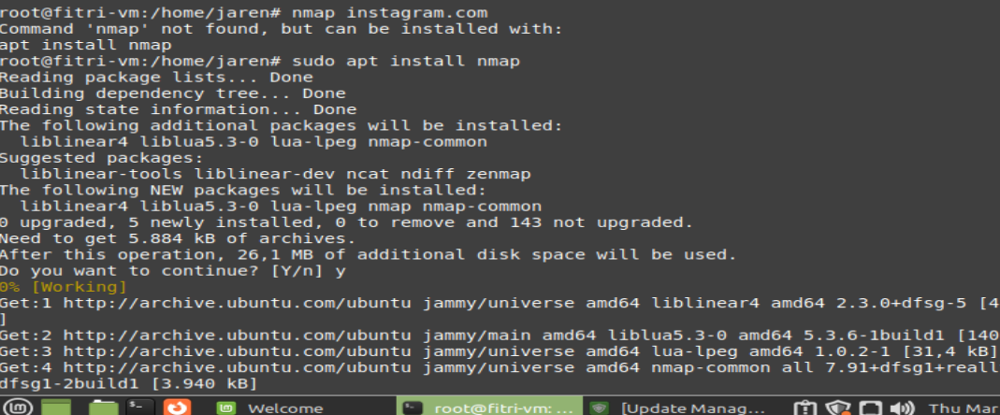 root@fitri-vm:/home/jaren# nmap instagram.com
Command 'nmap' not found, but can be installed with:
apt install nmap
root@fitri-vm:/home/jaren# sudo apt install nmap
Reading package lists... Done
Building dependency tree... Done
Reading state information... Done
The following additional packages will be installed:
  liblinear4 liblua5.3-0 lua-lpeg nmap-common
Suggested packages:
  liblinear-tools liblinear-dev ncat ndiff zenmap
The following NEW packages will be installed:
  liblinear4 liblua5.3-0 lua-lpeg nmap nmap-common
0 upgraded, 5 newly installed, 0 to remove and 143 not upgraded.
Need to get 5.884 kB of archives.
After this operation, 26,1 MB of additional disk space will be used.
Do you want to continue? [Y/n] y
0% [Working]
Get:1 http://archive.ubuntu.com/ubuntu jammy/universe amd64 liblinear4 amd64 2.3.0+dfsg-5 [4
]
Get:2 http://archive.ubuntu.com/ubuntu jammy/main amd64 liblua5.3-0 amd64 5.3.6-1build1 [140
Get:3 http://archive.ubuntu.com/ubuntu jammy/universe amd64 lua-lpeg amd64 1.0.2-1 [31,4 kB]
Get:4 http://archive.ubuntu.com/ubuntu jammy/universe amd64 nmap-common all 7.91+dfsg1+reall
dfsg1-2build1 [3.940 kB]
Welcome root@fitri-vm: ... [Update Manag... Thu Mar